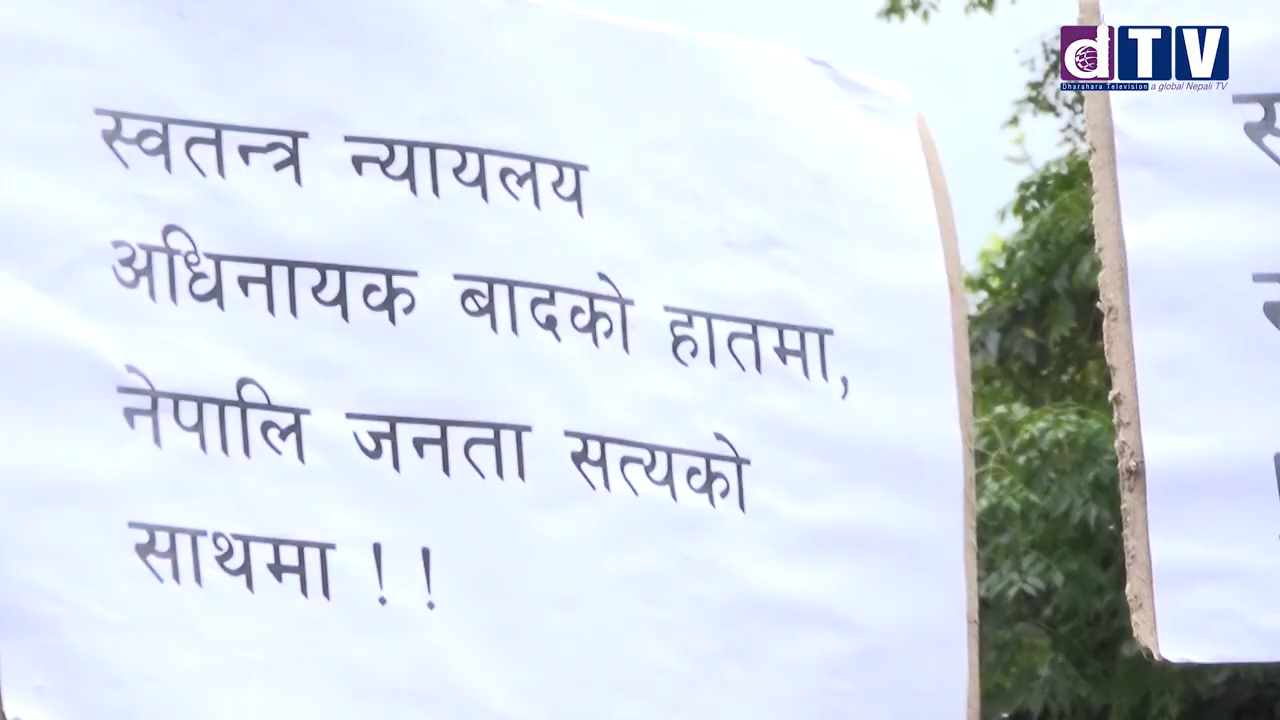 स्वतन्त्र न्यायलय
अधिनायक बादको हातमा,
नेपालि जनता सत्यको
साथमा ! !
dTV
Dharahara Television a global Nepali TV